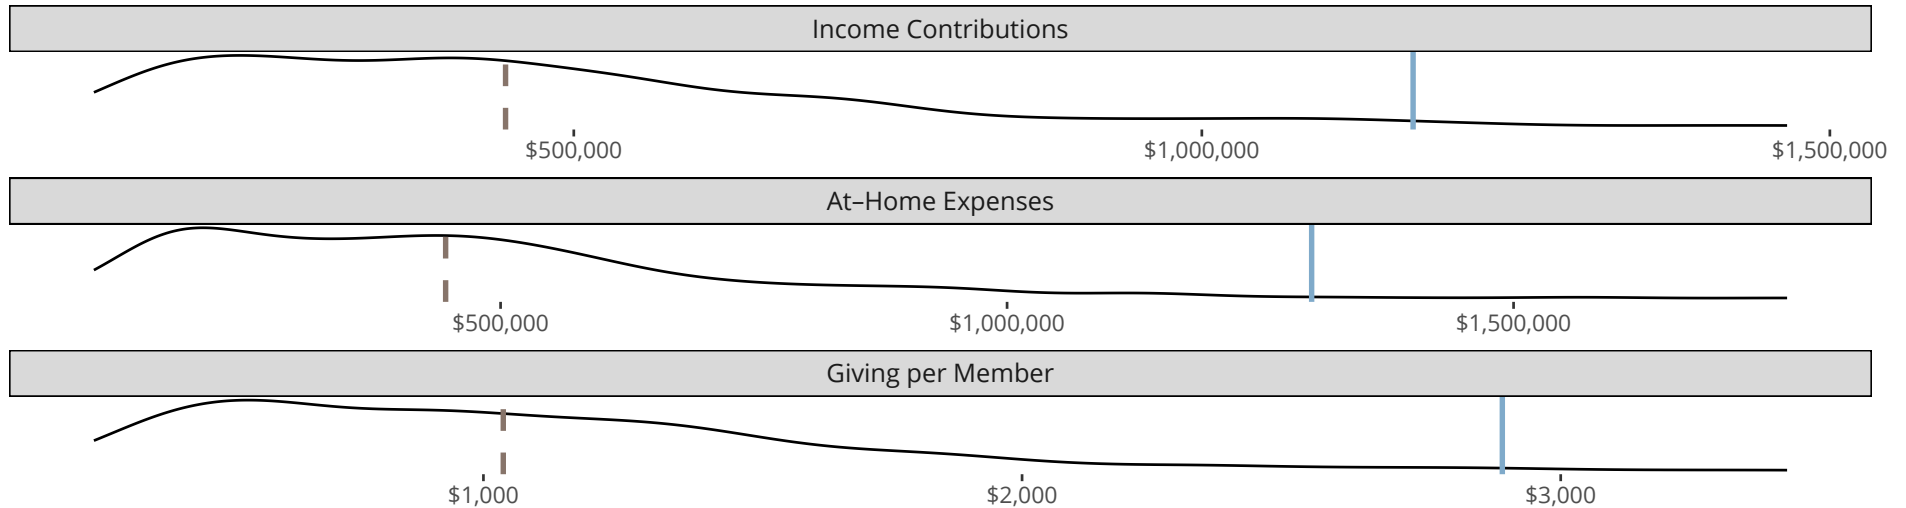 Income Contributions
$500,000 $1,000,000 $1,500,000
At–Home Expenses
$500,000 $1,000,000 $1,500,000
Giving per Member
$1,000 $2,000 $3,000